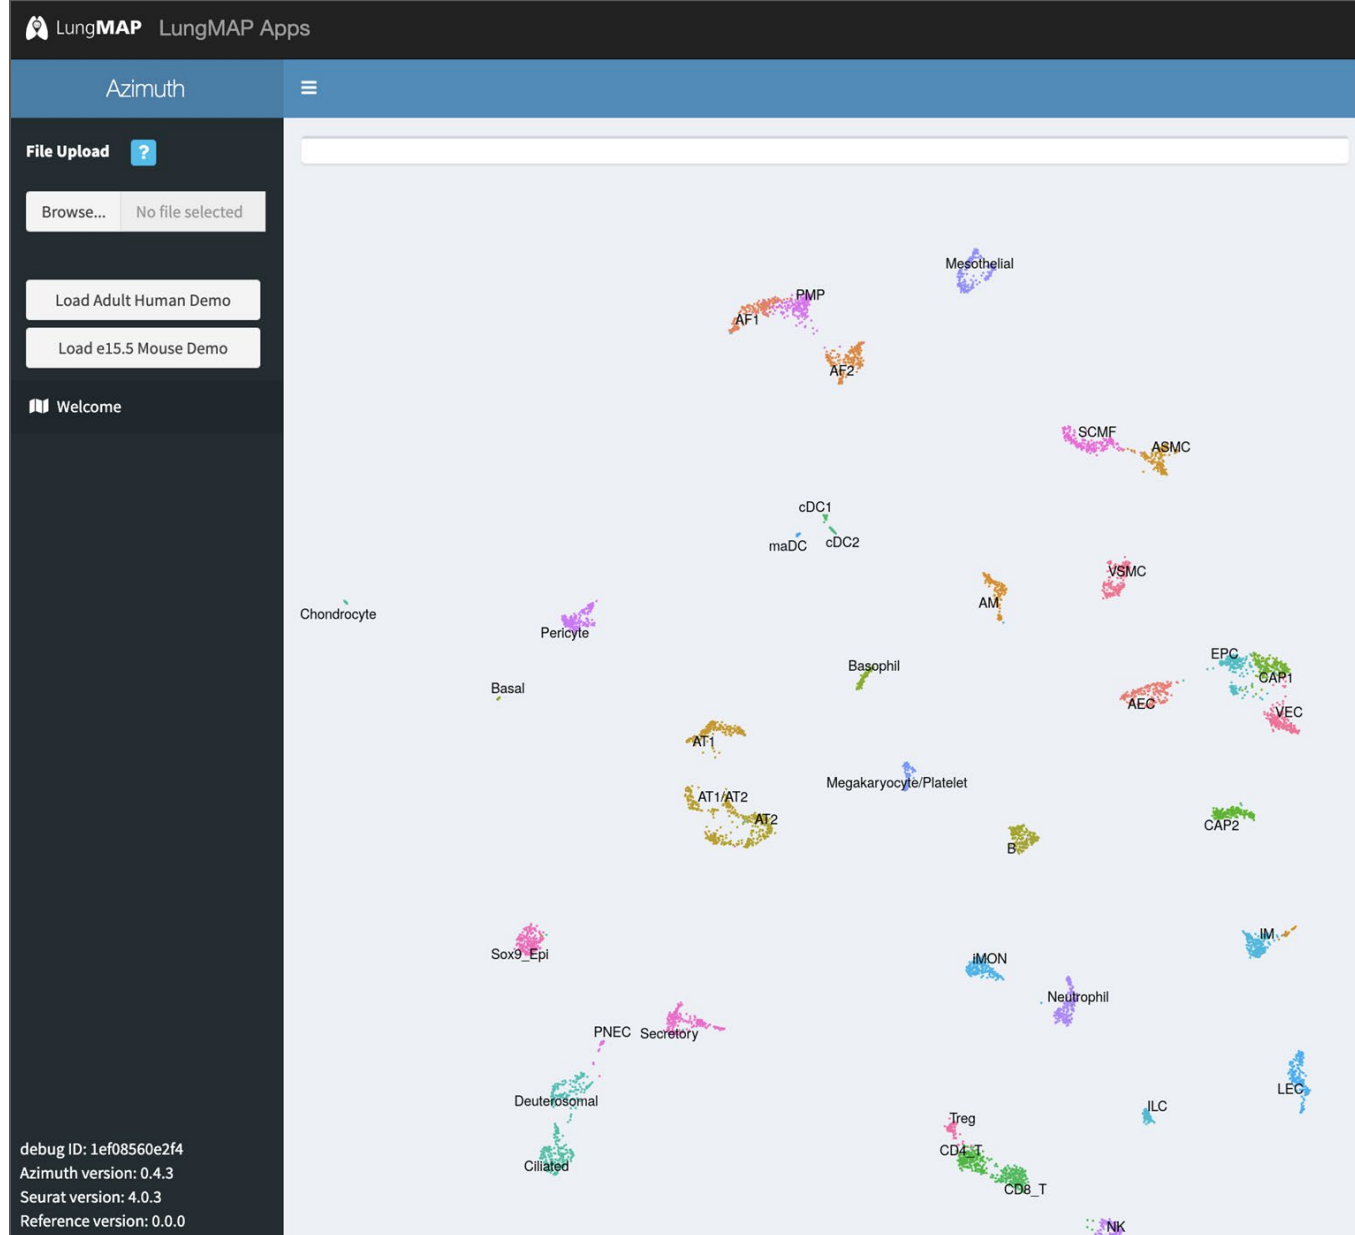 LungMAP LungMAP Apps
Azimuth
File Upload ?
Browse... No file selected
Load Adult Human Demo
Load e15.5 Mouse Demo
Welcome
debug ID: 1ef08560e2f4
Azimuth version: 0.4.3
Seurat version: 4.0.3
Reference version: 0.0.0
Mesothelial
PMP
AF1
AF2
SCMF
ASMC
cDC1
maDC
cDC2
VSMC
AM
Chondrocyte
Pericyte
EPC
Basophil
CAP1
Basal
AEC
VEC
AT1
Megakaryocyte/Platelet
AT1/AT2
AT2
CAP2
B
IM
Sox9_Epi
iMON
Neutrophil
PNEC
Secretory
LEC
Deuterosomal
ILC
Treg
CD4_T
Ciliated
CD8_T
NK